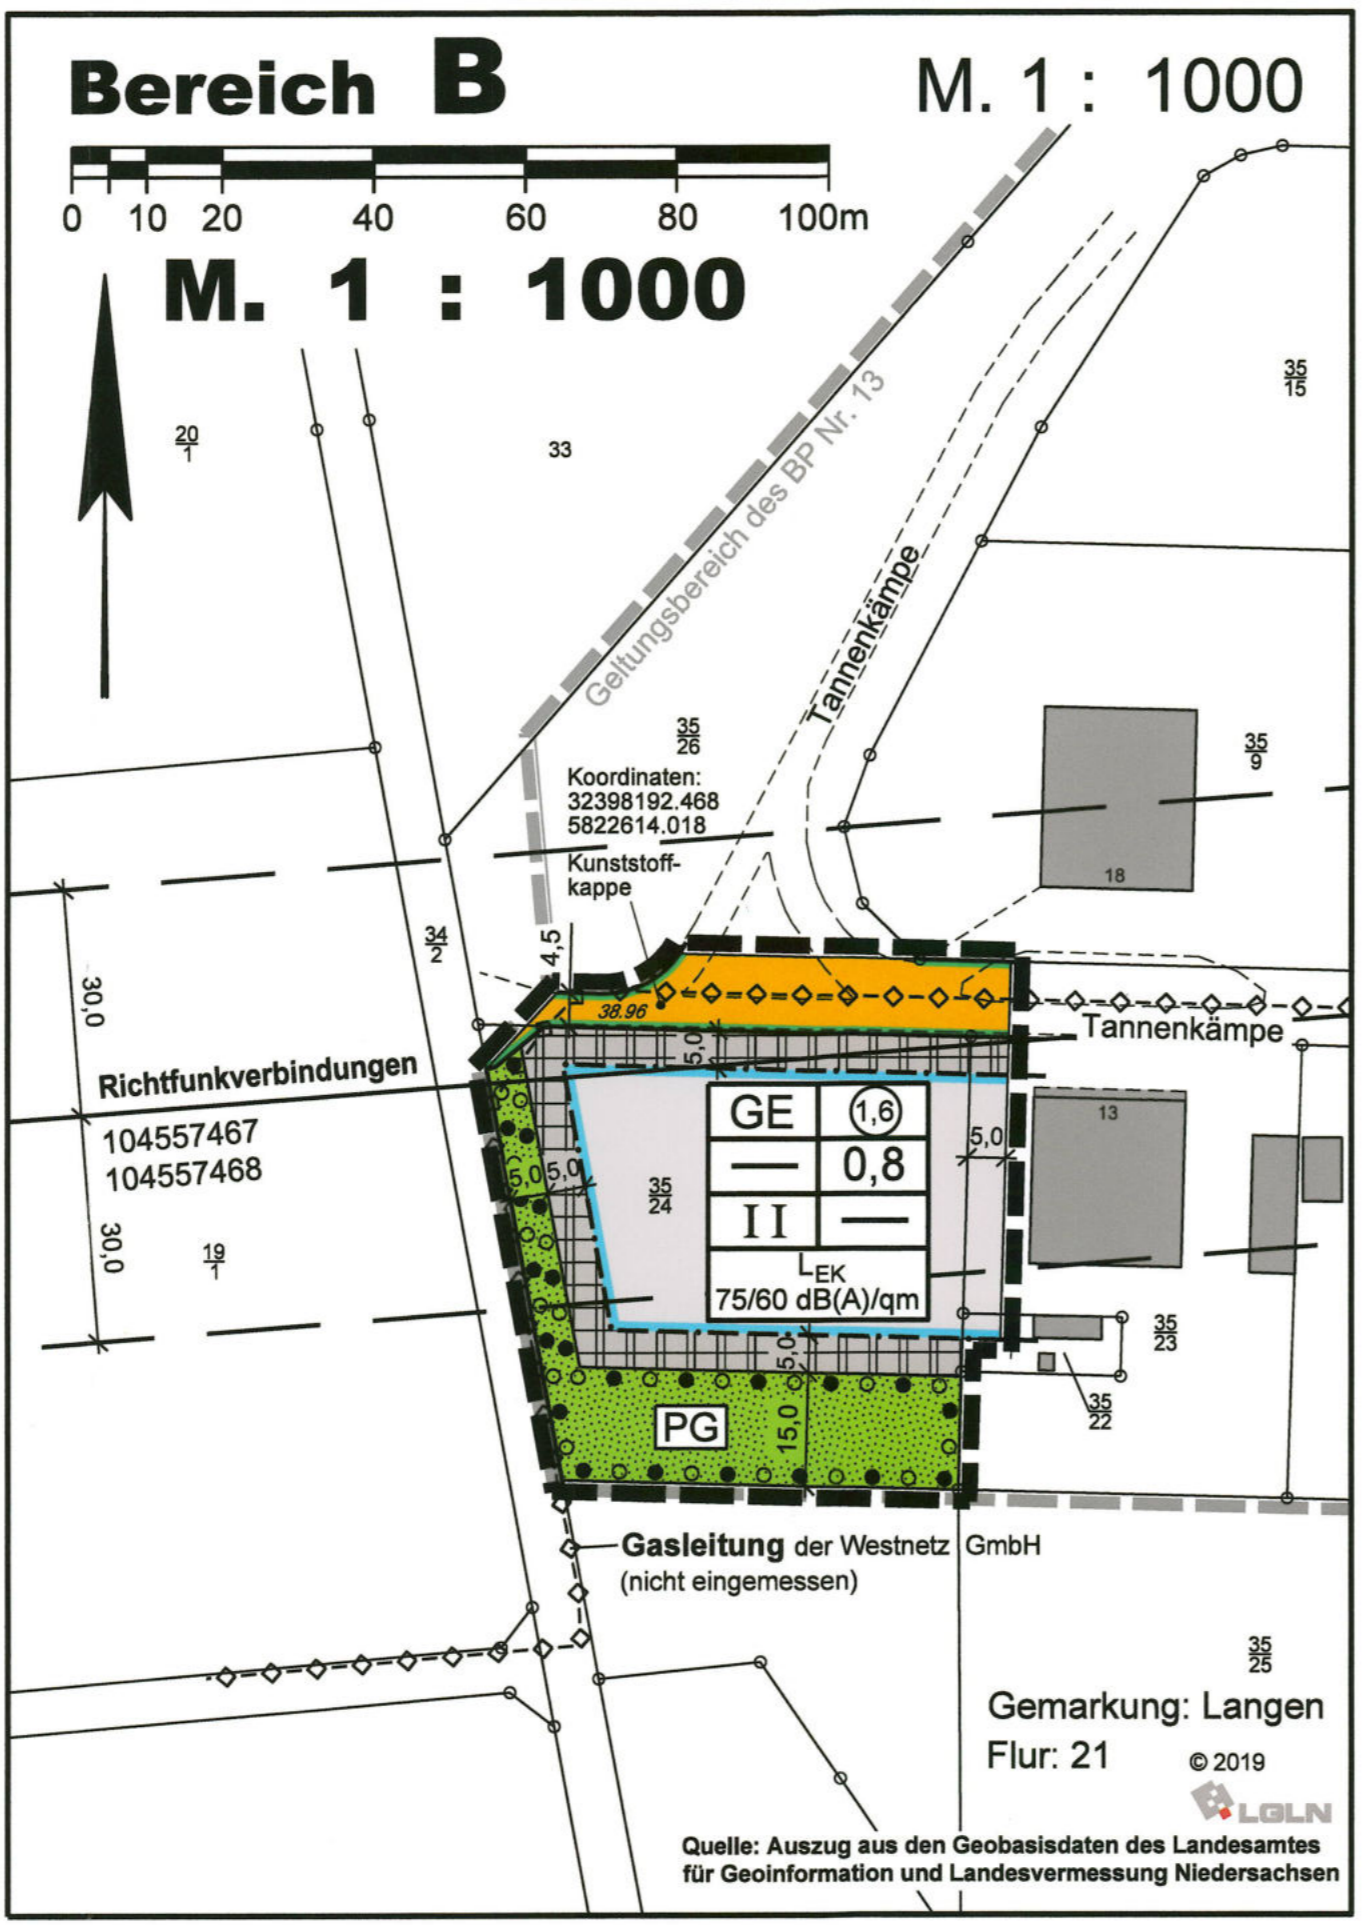 Bereich B
M. 1 : 1000
0 10 20 40 60 80 100m
M. 1 : 1000
20
1
33
35
15
Geltungsbereich des BP Nr. 13
Tannenkämpe
35
26
35
9
Koordinaten:
32398192.468
5822614.018
Kunststoff-
kappe
18
34
2
4,5
30,0
38.96
Tannenkämpe
5,0
Richtfunkverbindungen
104557467
104557468
GE 1,6
— 0,8
II —
LEK
75/60 dB(A)/qm
13
5,0
5,0 5,0
35
24
30,0
19
1
35
23
35
22
5,0
15,0
PG
Gasleitung der Westnetz GmbH
(nicht eingemessen)
35
25
Gemarkung: Langen
Flur: 21
© 2019
LGLN
Quelle: Auszug aus den Geobasisdaten des Landesamtes
für Geoinformation und Landesvermessung Niedersachsen